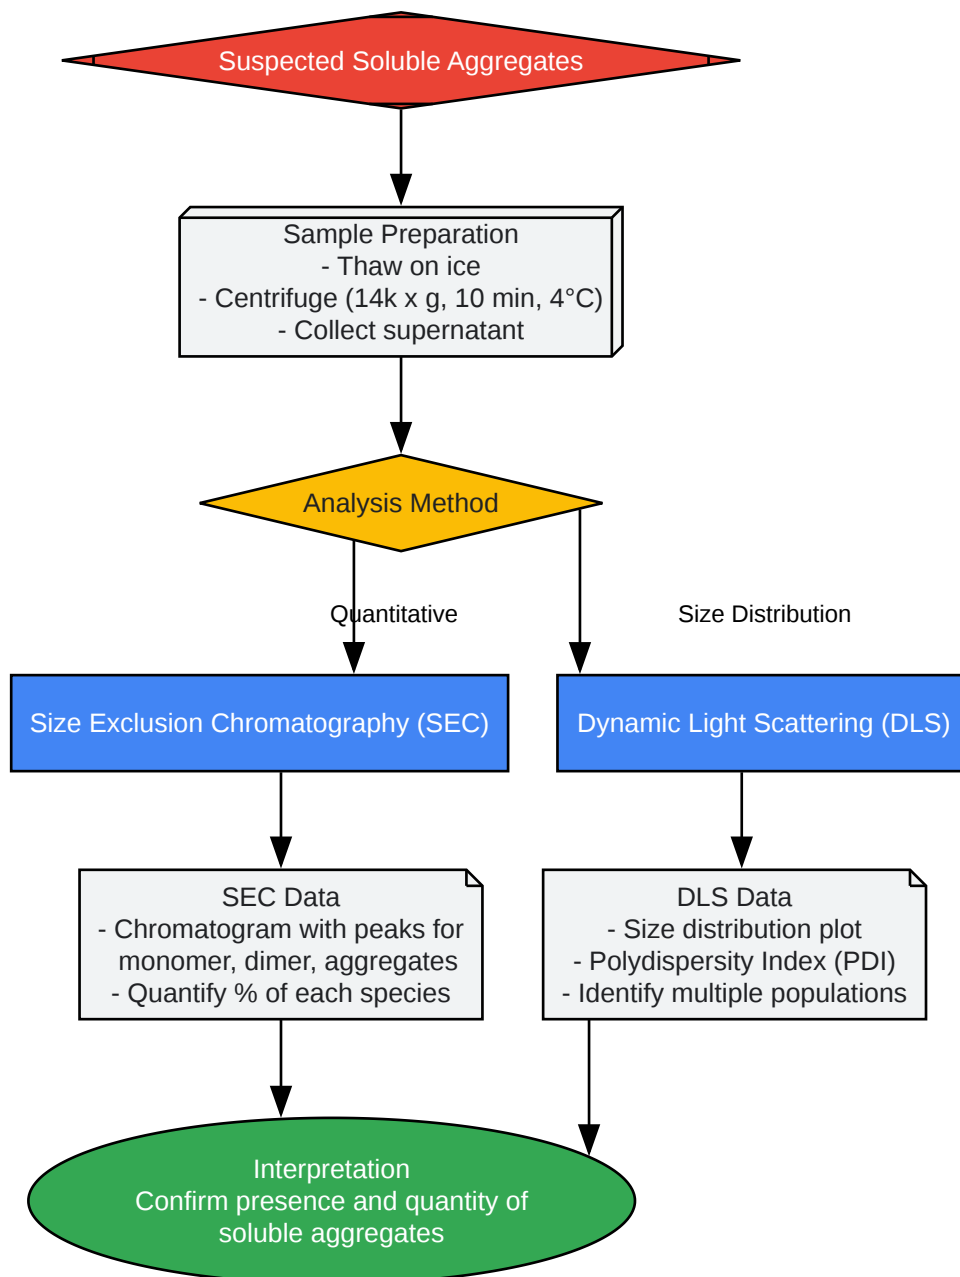 Suspected Soluble Aggregates
Sample Preparation
- Thaw on ice
- Centrifuge (14k x g, 10 min, 4°C)
- Collect supernatant
Analysis Method
Quantitative
Size Distribution
Size Exclusion Chromatography (SEC)
Dynamic Light Scattering (DLS)
SEC Data
- Chromatogram with peaks for
monomer, dimer, aggregates
- Quantify % of each species
DLS Data
- Size distribution plot
- Polydispersity Index (PDI)
- Identify multiple populations
Interpretation
Confirm presence and quantity of
soluble aggregates